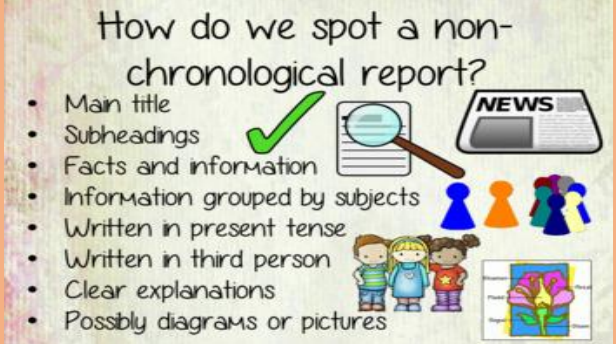 How do we spot a non-
chronological report?
• Main title
• Subheadings
• Facts and information
• Information grouped by subjects
• Written in present tense
• Written in third person
• Clear explanations
• Possibly diagrams or pictures
NEWS